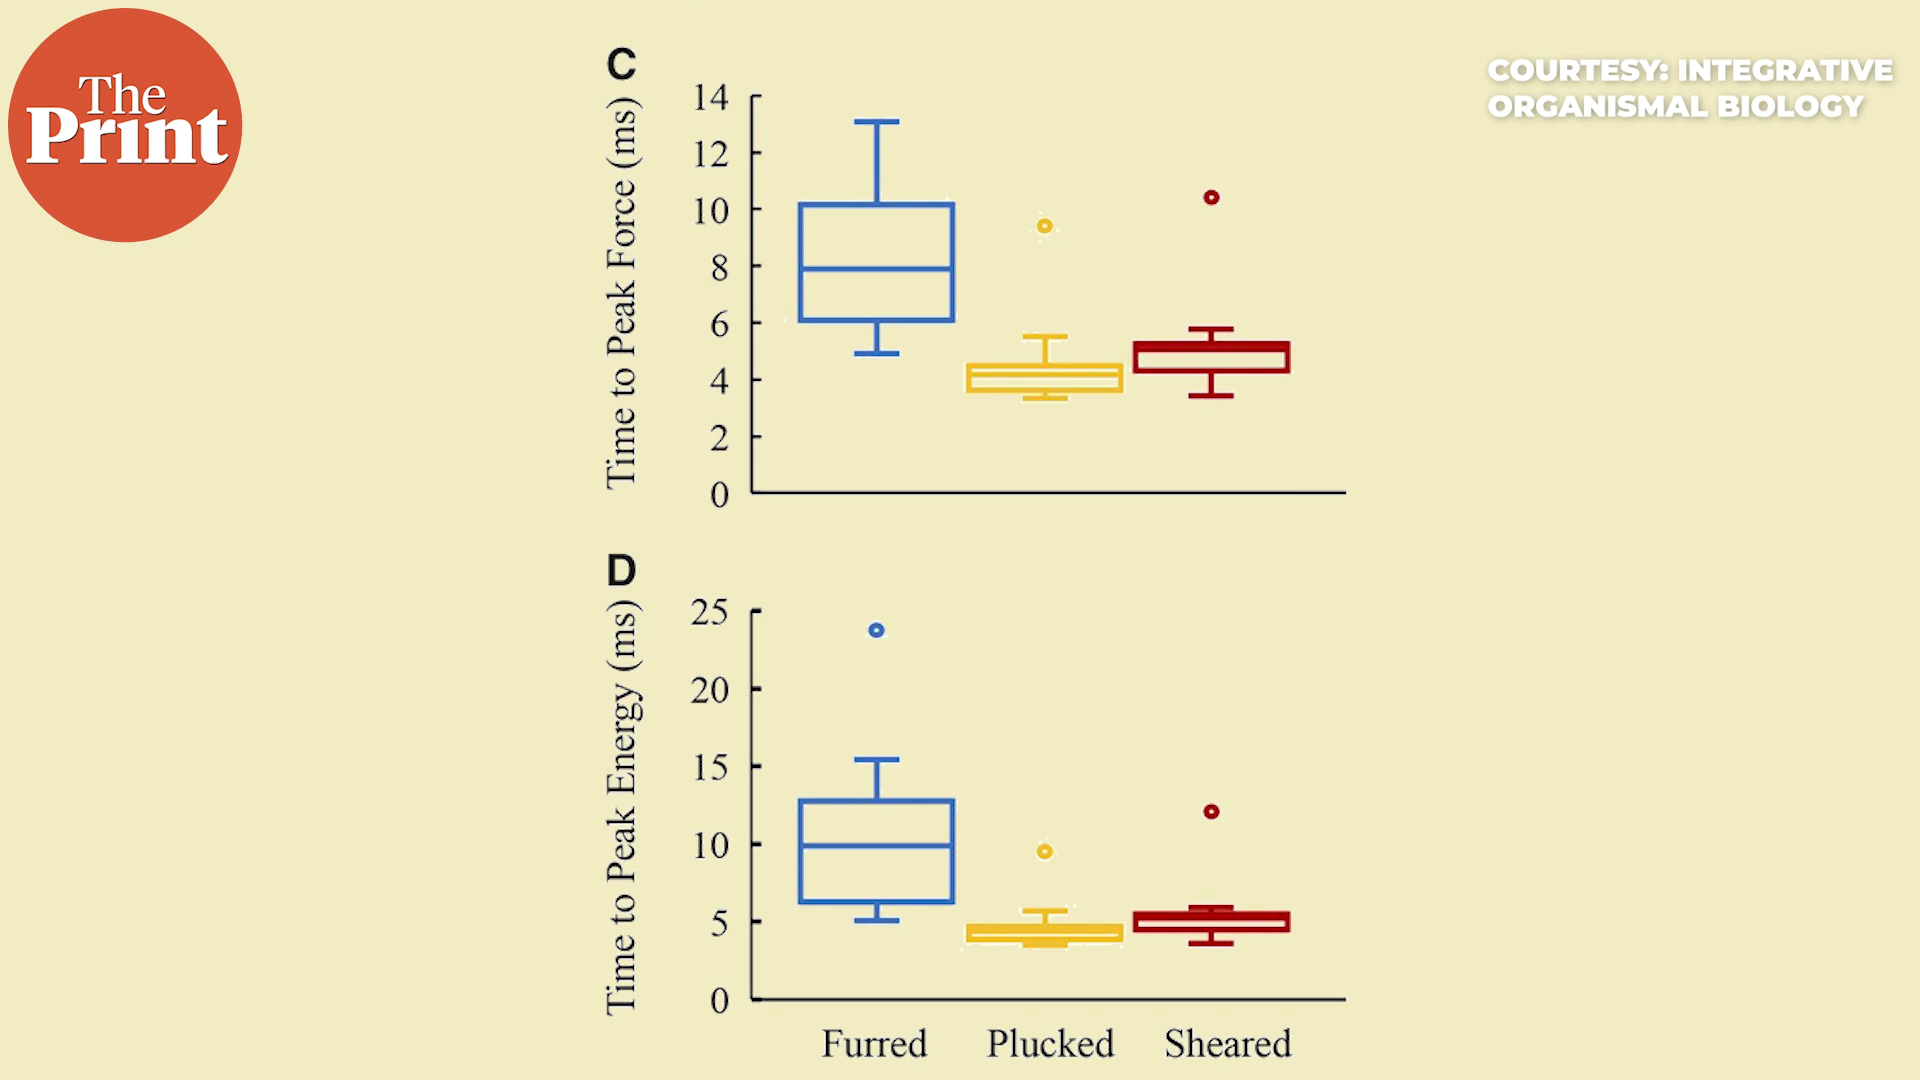 The
Print
COURTESY: INTEGRATIVE
ORGANISMAL BIOLOGY
C
Time to Peak Force (ms)
14
12
10
8
6
4
2
0
D
Time to Peak Energy (ms)
25
20
15
10
5
0
Furred Plucked Sheared